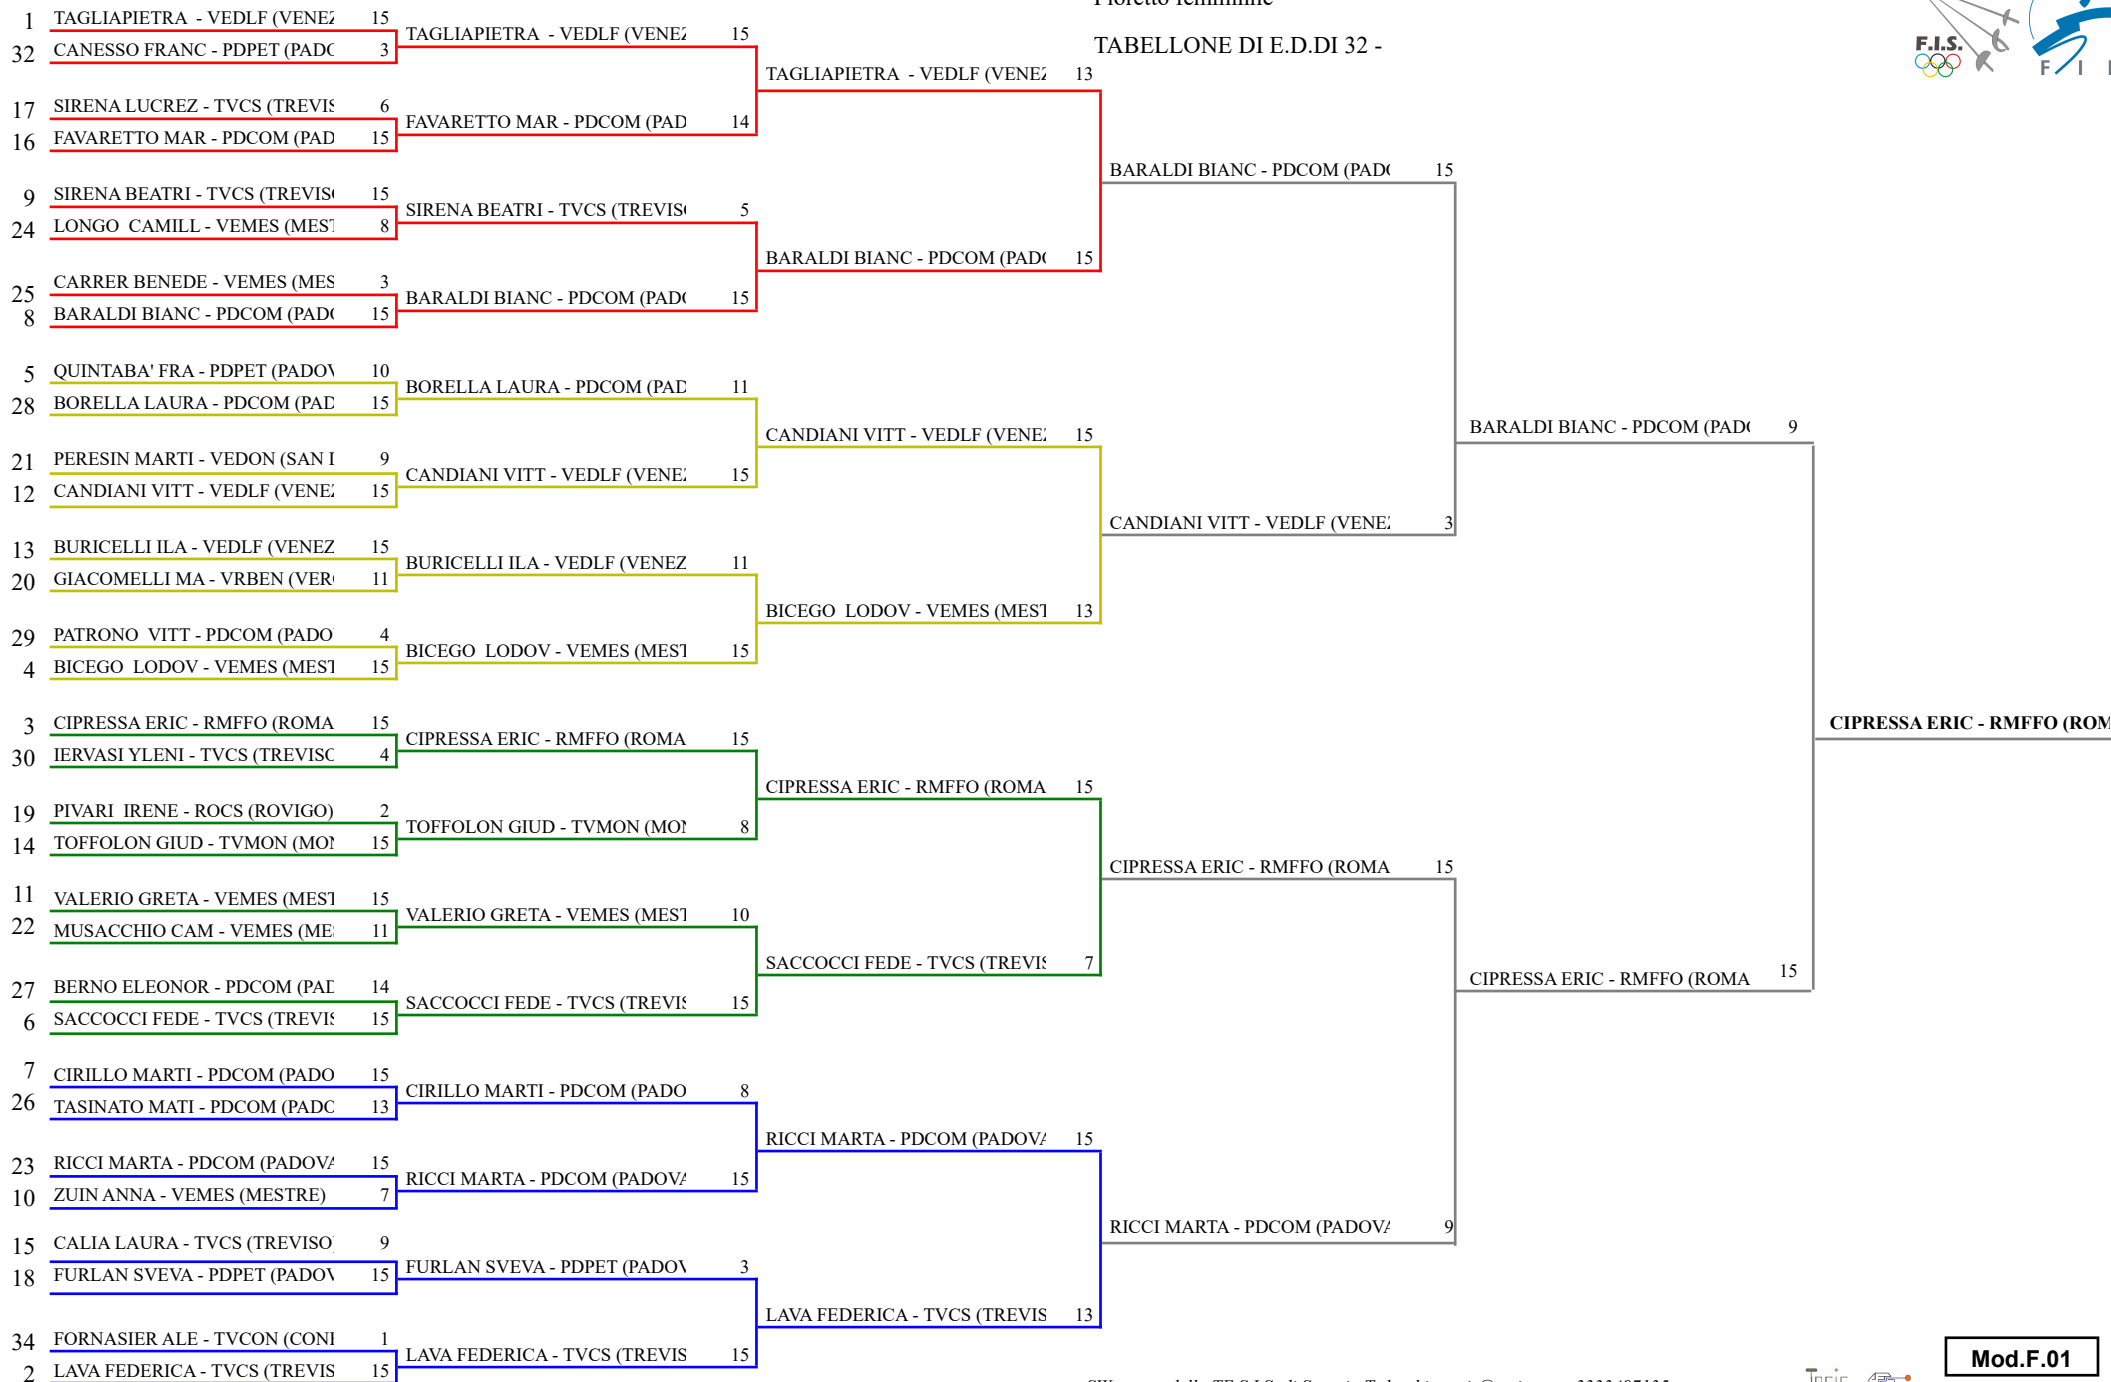 TABELLONE DI E.D.DI 32 -
F.I.S.
F I
1 TAGLIAPIETRA - VEDLF (VENEZ 15
32 CANESSO FRANC - PDPET (PADO 3
17 SIRENA LUCREZ - TVCS (TREVIS 6
16 FAVARETTO MAR - PDCOM (PAD 15
9 SIRENA BEATRI - TVCS (TREVISO 15
24 LONGO CAMILL - VEMES (MEST 8
25 CARRER BENEDE - VEMES (MES 3
8 BARALDI BIANC - PDCOM (PADO 15
5 QUINTABA' FRA - PDPET (PADOV 10
28 BORELLA LAURA - PDCOM (PAD 15
21 PERESIN MARTI - VEDON (SAN D 9
12 CANDIANI VITT - VEDLF (VENEZ 15
13 BURICELLI ILA - VEDLF (VENEZ 15
20 GIACOMELLI MA - VRBEN (VERO 11
29 PATRONO VITT - PDCOM (PADO 4
4 BICEGO LODOV - VEMES (MEST 15
3 CIPRESSA ERIC - RMFFO (ROMA 15
30 IERVASI YLENI - TVCS (TREVISO 4
19 PIVARI IRENE - ROCS (ROVIGO) 2
14 TOFFOLON GIUD - TVMON (MON 15
11 VALERIO GRETA - VEMES (MEST 15
22 MUSACCHIO CAM - VEMES (MES 11
27 BERNO ELEONOR - PDCOM (PAD 14
6 SACCOCCI FEDE - TVCS (TREVIS 15
7 CIRILLO MARTI - PDCOM (PADO 15
26 TASINATO MATI - PDCOM (PADO 13
23 RICCI MARTA - PDCOM (PADOVA 15
10 ZUIN ANNA - VEMES (MESTRE) 7
15 CALIA LAURA - TVCS (TREVISO) 9
18 FURLAN SVEVA - PDPET (PADOV 15
34 FORNASIER ALE - TVCON (CONE 1
2 LAVA FEDERICA - TVCS (TREVIS 15
TAGLIAPIETRA - VEDLF (VENEZ 15
FAVARETTO MAR - PDCOM (PAD 14
SIRENA BEATRI - TVCS (TREVISO 5
BARALDI BIANC - PDCOM (PADO 15
BORELLA LAURA - PDCOM (PAD 11
CANDIANI VITT - VEDLF (VENEZ 15
BURICELLI ILA - VEDLF (VENEZ 11
BICEGO LODOV - VEMES (MEST 15
CIPRESSA ERIC - RMFFO (ROMA 15
TOFFOLON GIUD - TVMON (MON 8
VALERIO GRETA - VEMES (MEST 10
SACCOCCI FEDE - TVCS (TREVIS 15
CIRILLO MARTI - PDCOM (PADO 8
RICCI MARTA - PDCOM (PADOVA 15
FURLAN SVEVA - PDPET (PADOV 3
LAVA FEDERICA - TVCS (TREVIS 15
TAGLIAPIETRA - VEDLF (VENEZ 13
BARALDI BIANC - PDCOM (PADO 15
CANDIANI VITT - VEDLF (VENEZ 15
BICEGO LODOV - VEMES (MEST 13
CIPRESSA ERIC - RMFFO (ROMA 15
SACCOCCI FEDE - TVCS (TREVIS 7
RICCI MARTA - PDCOM (PADOVA 15
LAVA FEDERICA - TVCS (TREVIS 13
BARALDI BIANC - PDCOM (PADO 15
CANDIANI VITT - VEDLF (VENEZ 3
CIPRESSA ERIC - RMFFO (ROMA 15
RICCI MARTA - PDCOM (PADOVA 9
BARALDI BIANC - PDCOM (PADO 9
CIPRESSA ERIC - RMFFO (ROMA 15
CIPRESSA ERIC - RMFFO (ROM
Mod.F.01